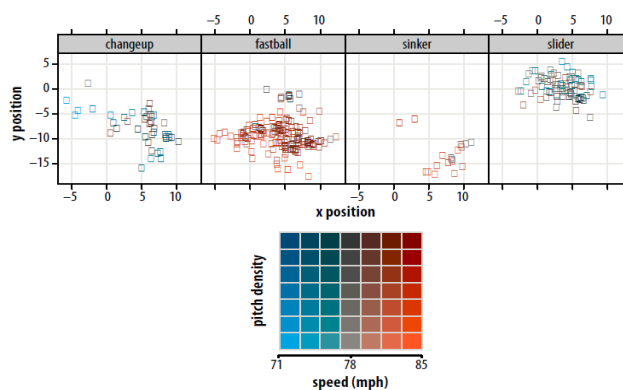 −5 0 5 10 −5 0 5 10
changeup fastball sinker slider
5
0
−5
−10
−15
y position
−5 0 5 10 −5 0 5 10
x position
pitch density
71 78 85
speed (mph)